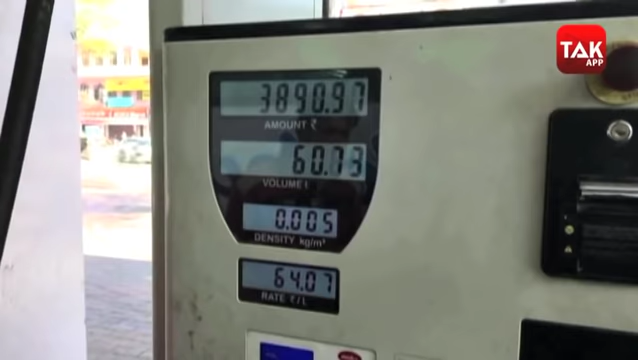 TAK
APP
3890.97
AMOUNT ₹
60.73
VOLUME l
0.005
DENSITY kg/m³
64.07
RATE ₹/L